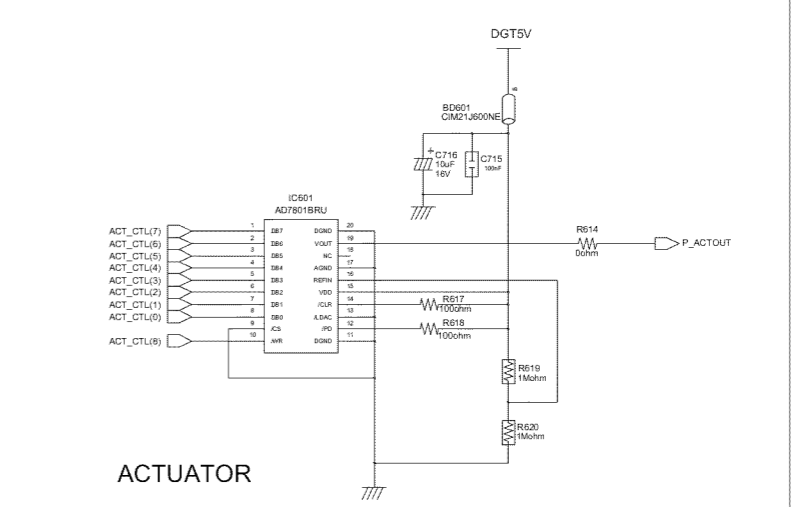 DGT5V
BD601
CIM21J600NE
C716
10uF
16V
C715
100nF
IC601
AD7801BRU
ACT_CTL(7) 1 DB7 DGND 20
ACT_CTL(6) 2 DB6 VOUT 19
ACT_CTL(5) 3 DB5 NC 18
ACT_CTL(4) 4 DB4 AGND 17
ACT_CTL(3) 5 DB3 REFIN 16
ACT_CTL(2) 6 DB2 VDD 15
ACT_CTL(1) 7 DB1 /CLR 14
ACT_CTL(0) 8 DB0 /LDAC 13
9 /CS /PD 12
ACT_CTL(8) 10 /WR DGND 11
R614
0ohm
P_ACTOUT
R617
100ohm
R618
100ohm
R619
1Mohm
R620
1Mohm
ACTUATOR